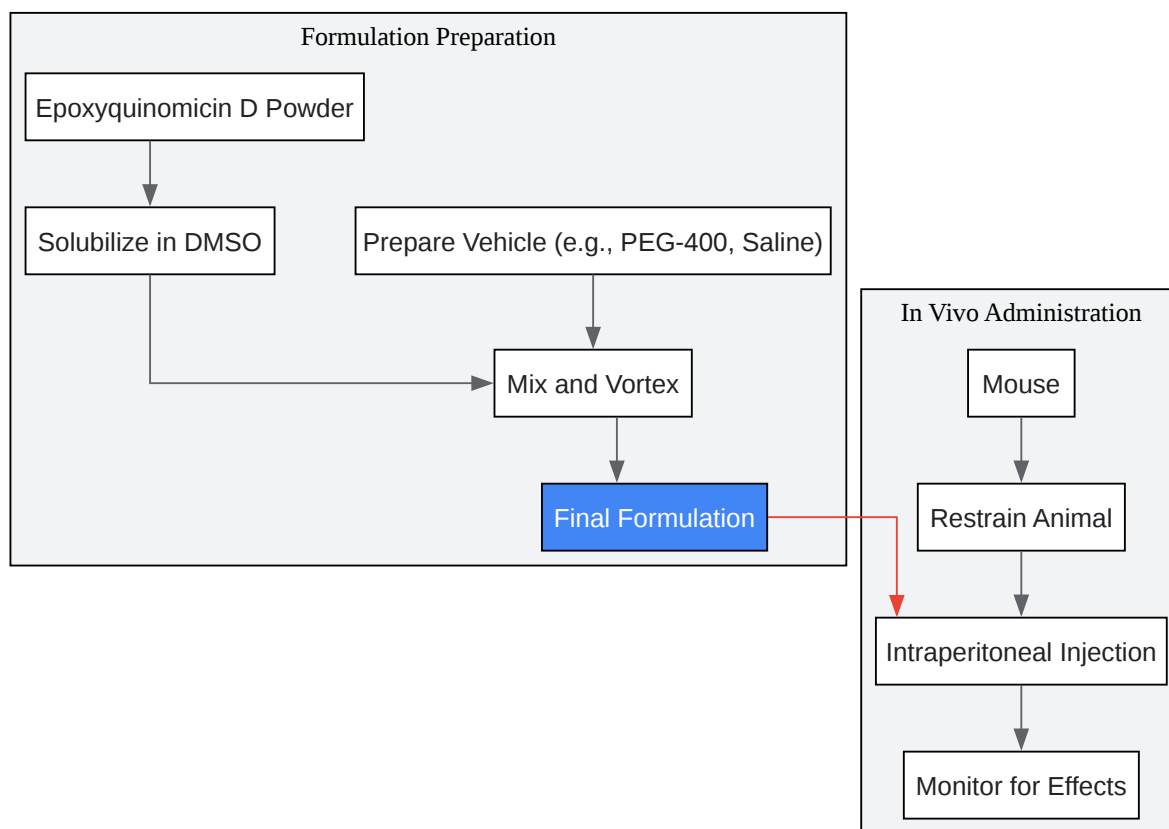 Formulation Preparation
Epoxyquinomicin D Powder
Solubilize in DMSO
Prepare Vehicle (e.g., PEG-400, Saline)
Mix and Vortex
Final Formulation
In Vivo Administration
Mouse
Restrain Animal
Intraperitoneal Injection
Monitor for Effects